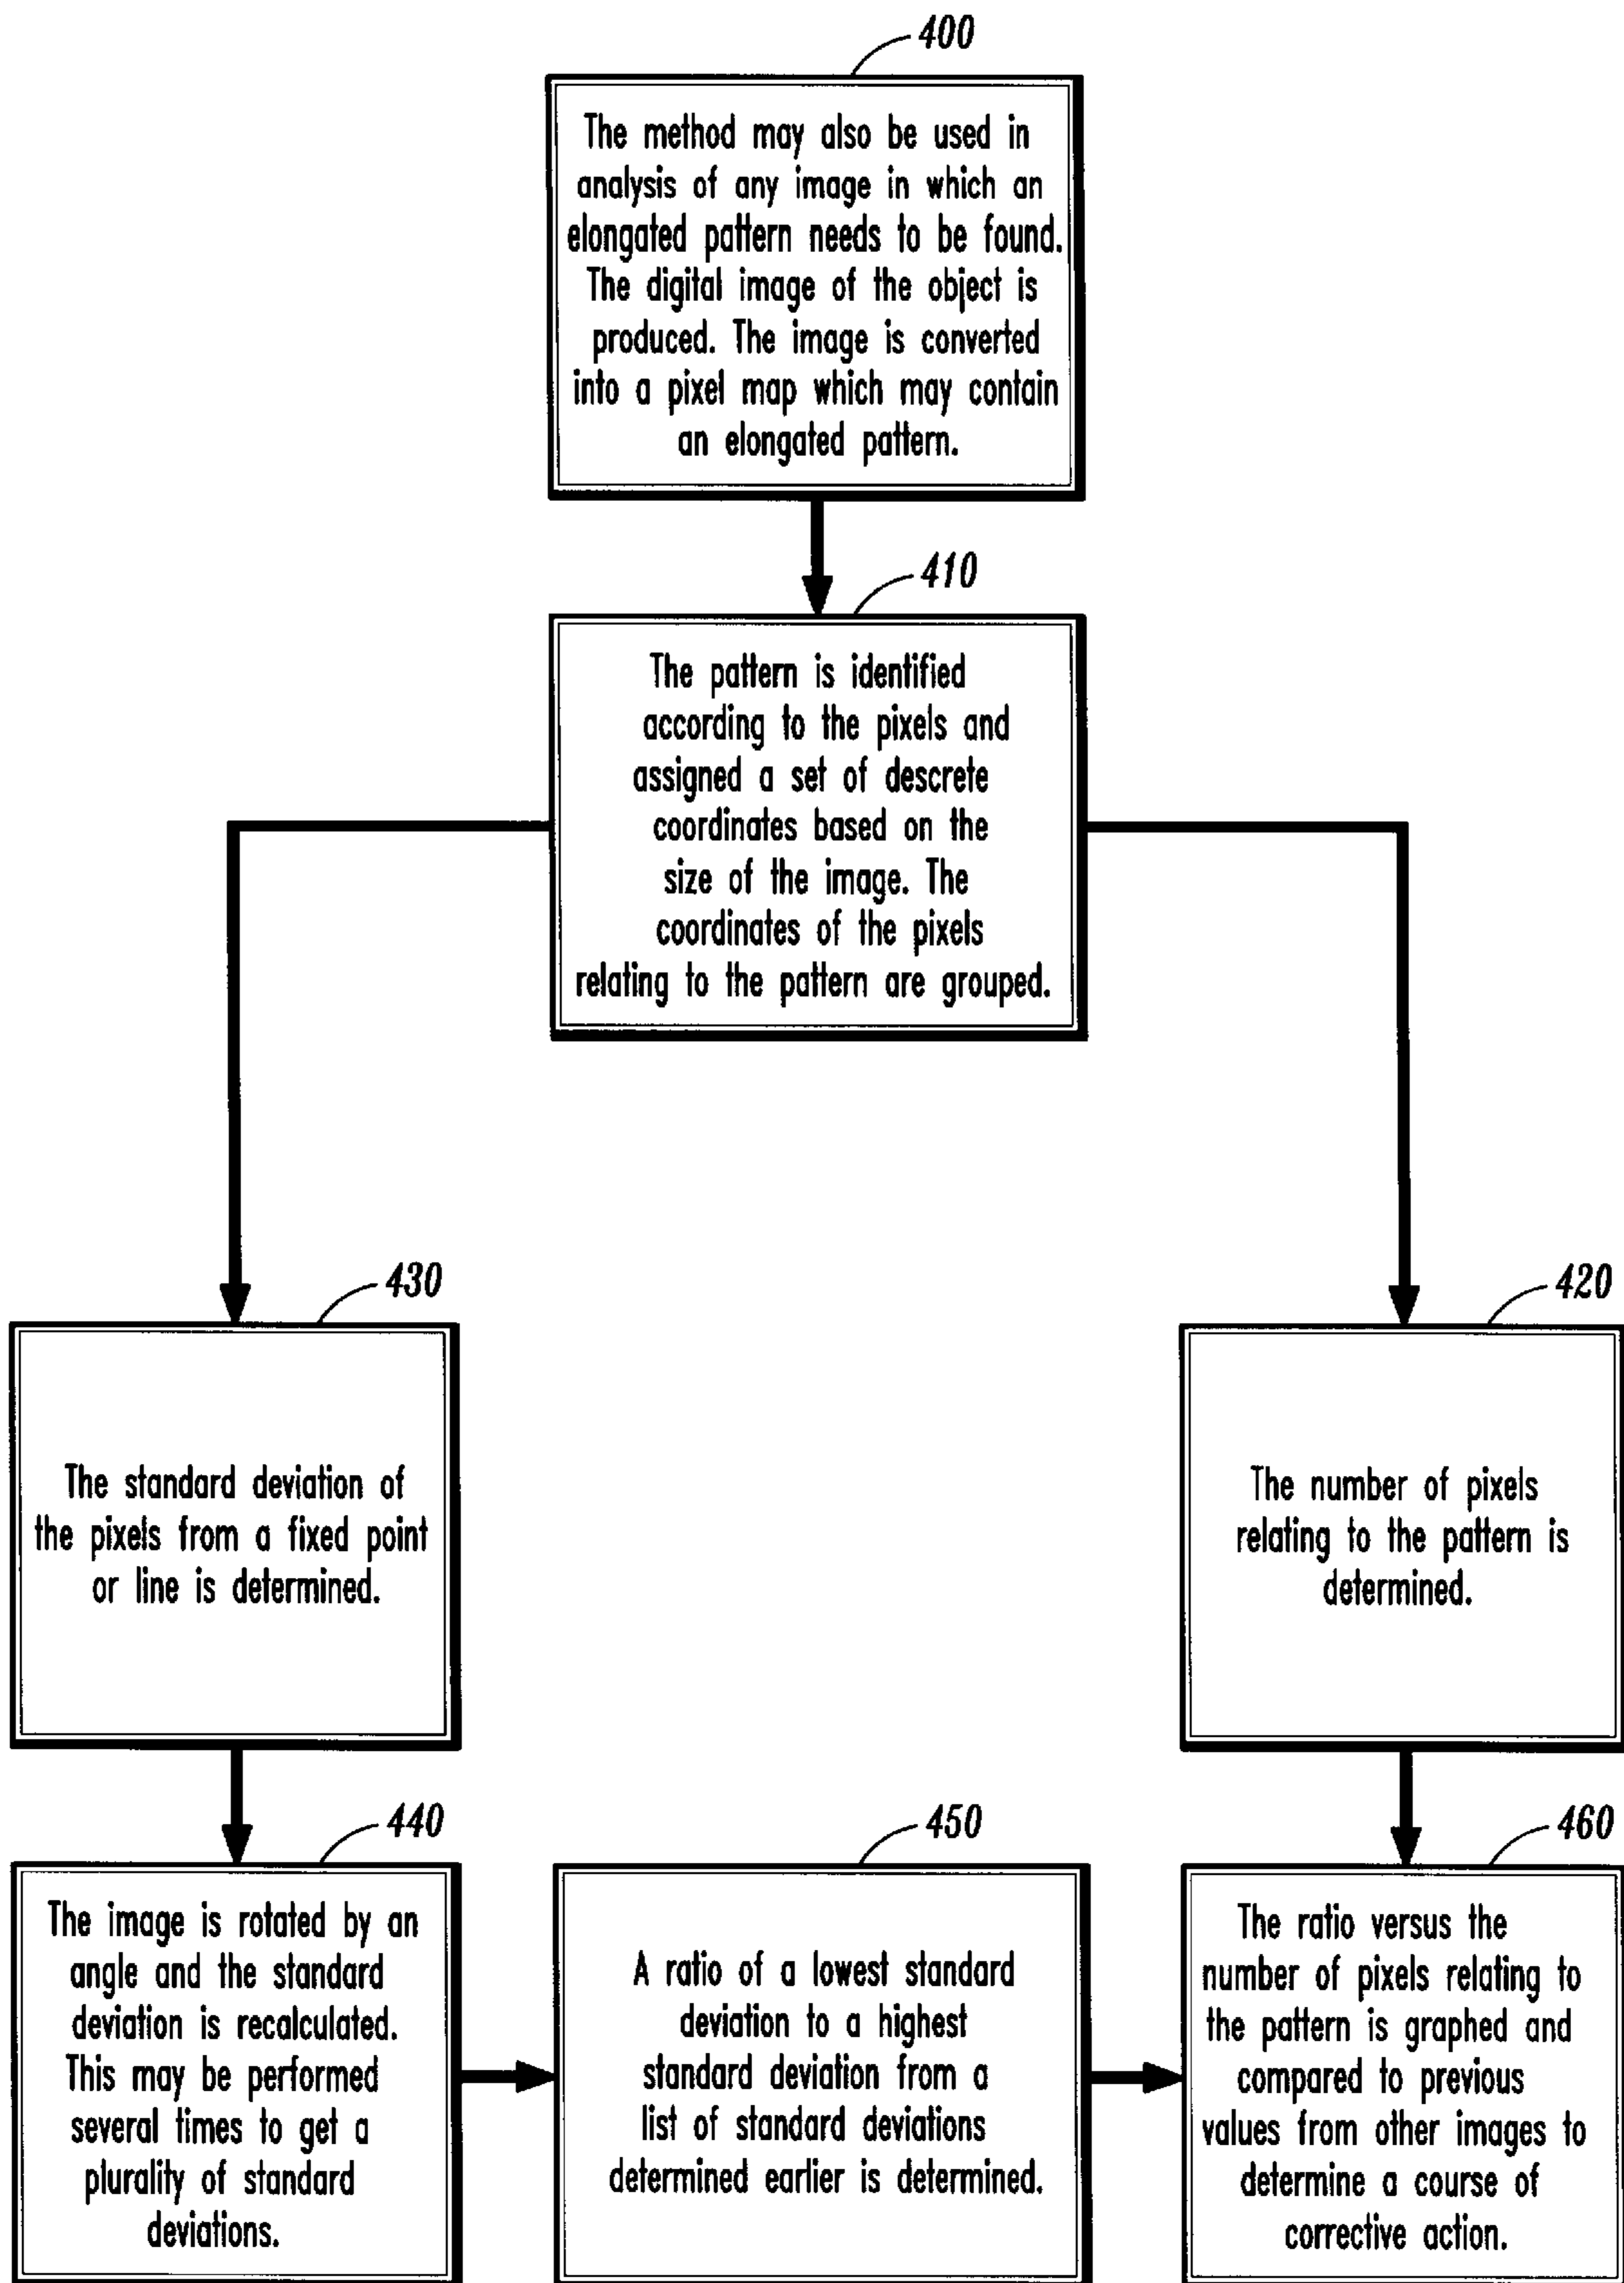 400
The method may also be used in
analysis of any image in which an
elongated pattern needs to be found.
The digital image of the object is
produced. The image is converted
into a pixel map which may contain
an elongated pattern.
410
The pattern is identified
according to the pixels and
assigned a set of descrete
coordinates based on the
size of the image. The
coordinates of the pixels
relating to the pattern are grouped.
430
The standard deviation of
the pixels from a fixed point
or line is determined.
420
The number of pixels
relating to the pattern is
determined.
440
The image is rotated by an
angle and the standard
deviation is recalculated.
This may be performed
several times to get a
plurality of standard
deviations.
450
A ratio of a lowest standard
deviation to a highest
standard deviation from a
list of standard deviations
determined earlier is determined.
460
The ratio versus the
number of pixels relating to
the pattern is graphed and
compared to previous
values from other images to
determine a course of
corrective action.